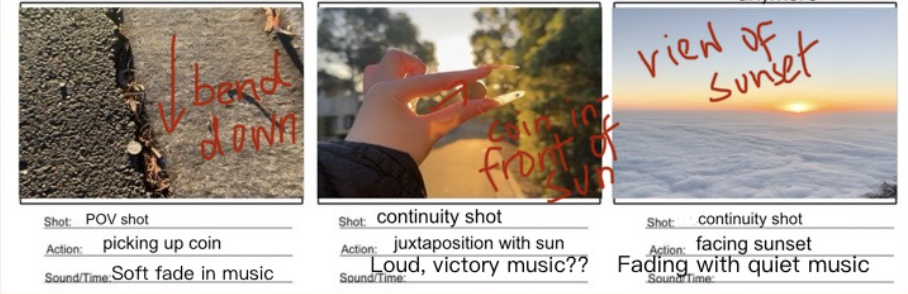 bend
down
coin in
front of
sun
view of
sunset
Shot: POV shot
Action: picking up coin
Sound/Time: Soft fade in music
Shot: continuity shot
Action: juxtaposition with sun
Sound/Time: Loud, victory music??
Shot: continuity shot
Action: facing sunset
Sound/Time: Fading with quiet music